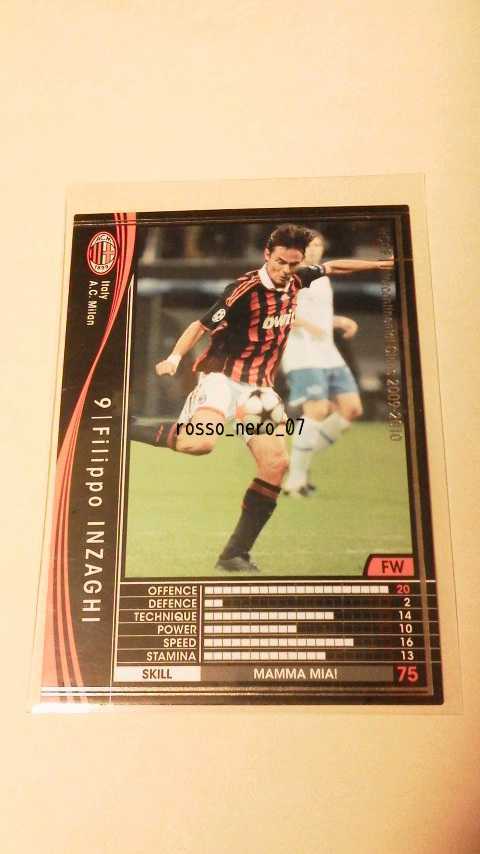 Italy
A.C. Milan
9 | Filippo INZAGHI
2009-2010
bwin
rosso_nero_07
FW
OFFENCE 20
DEFENCE 2
TECHNIQUE 14
POWER 10
SPEED 16
STAMINA 13
SKILL MAMMA MIA! 75